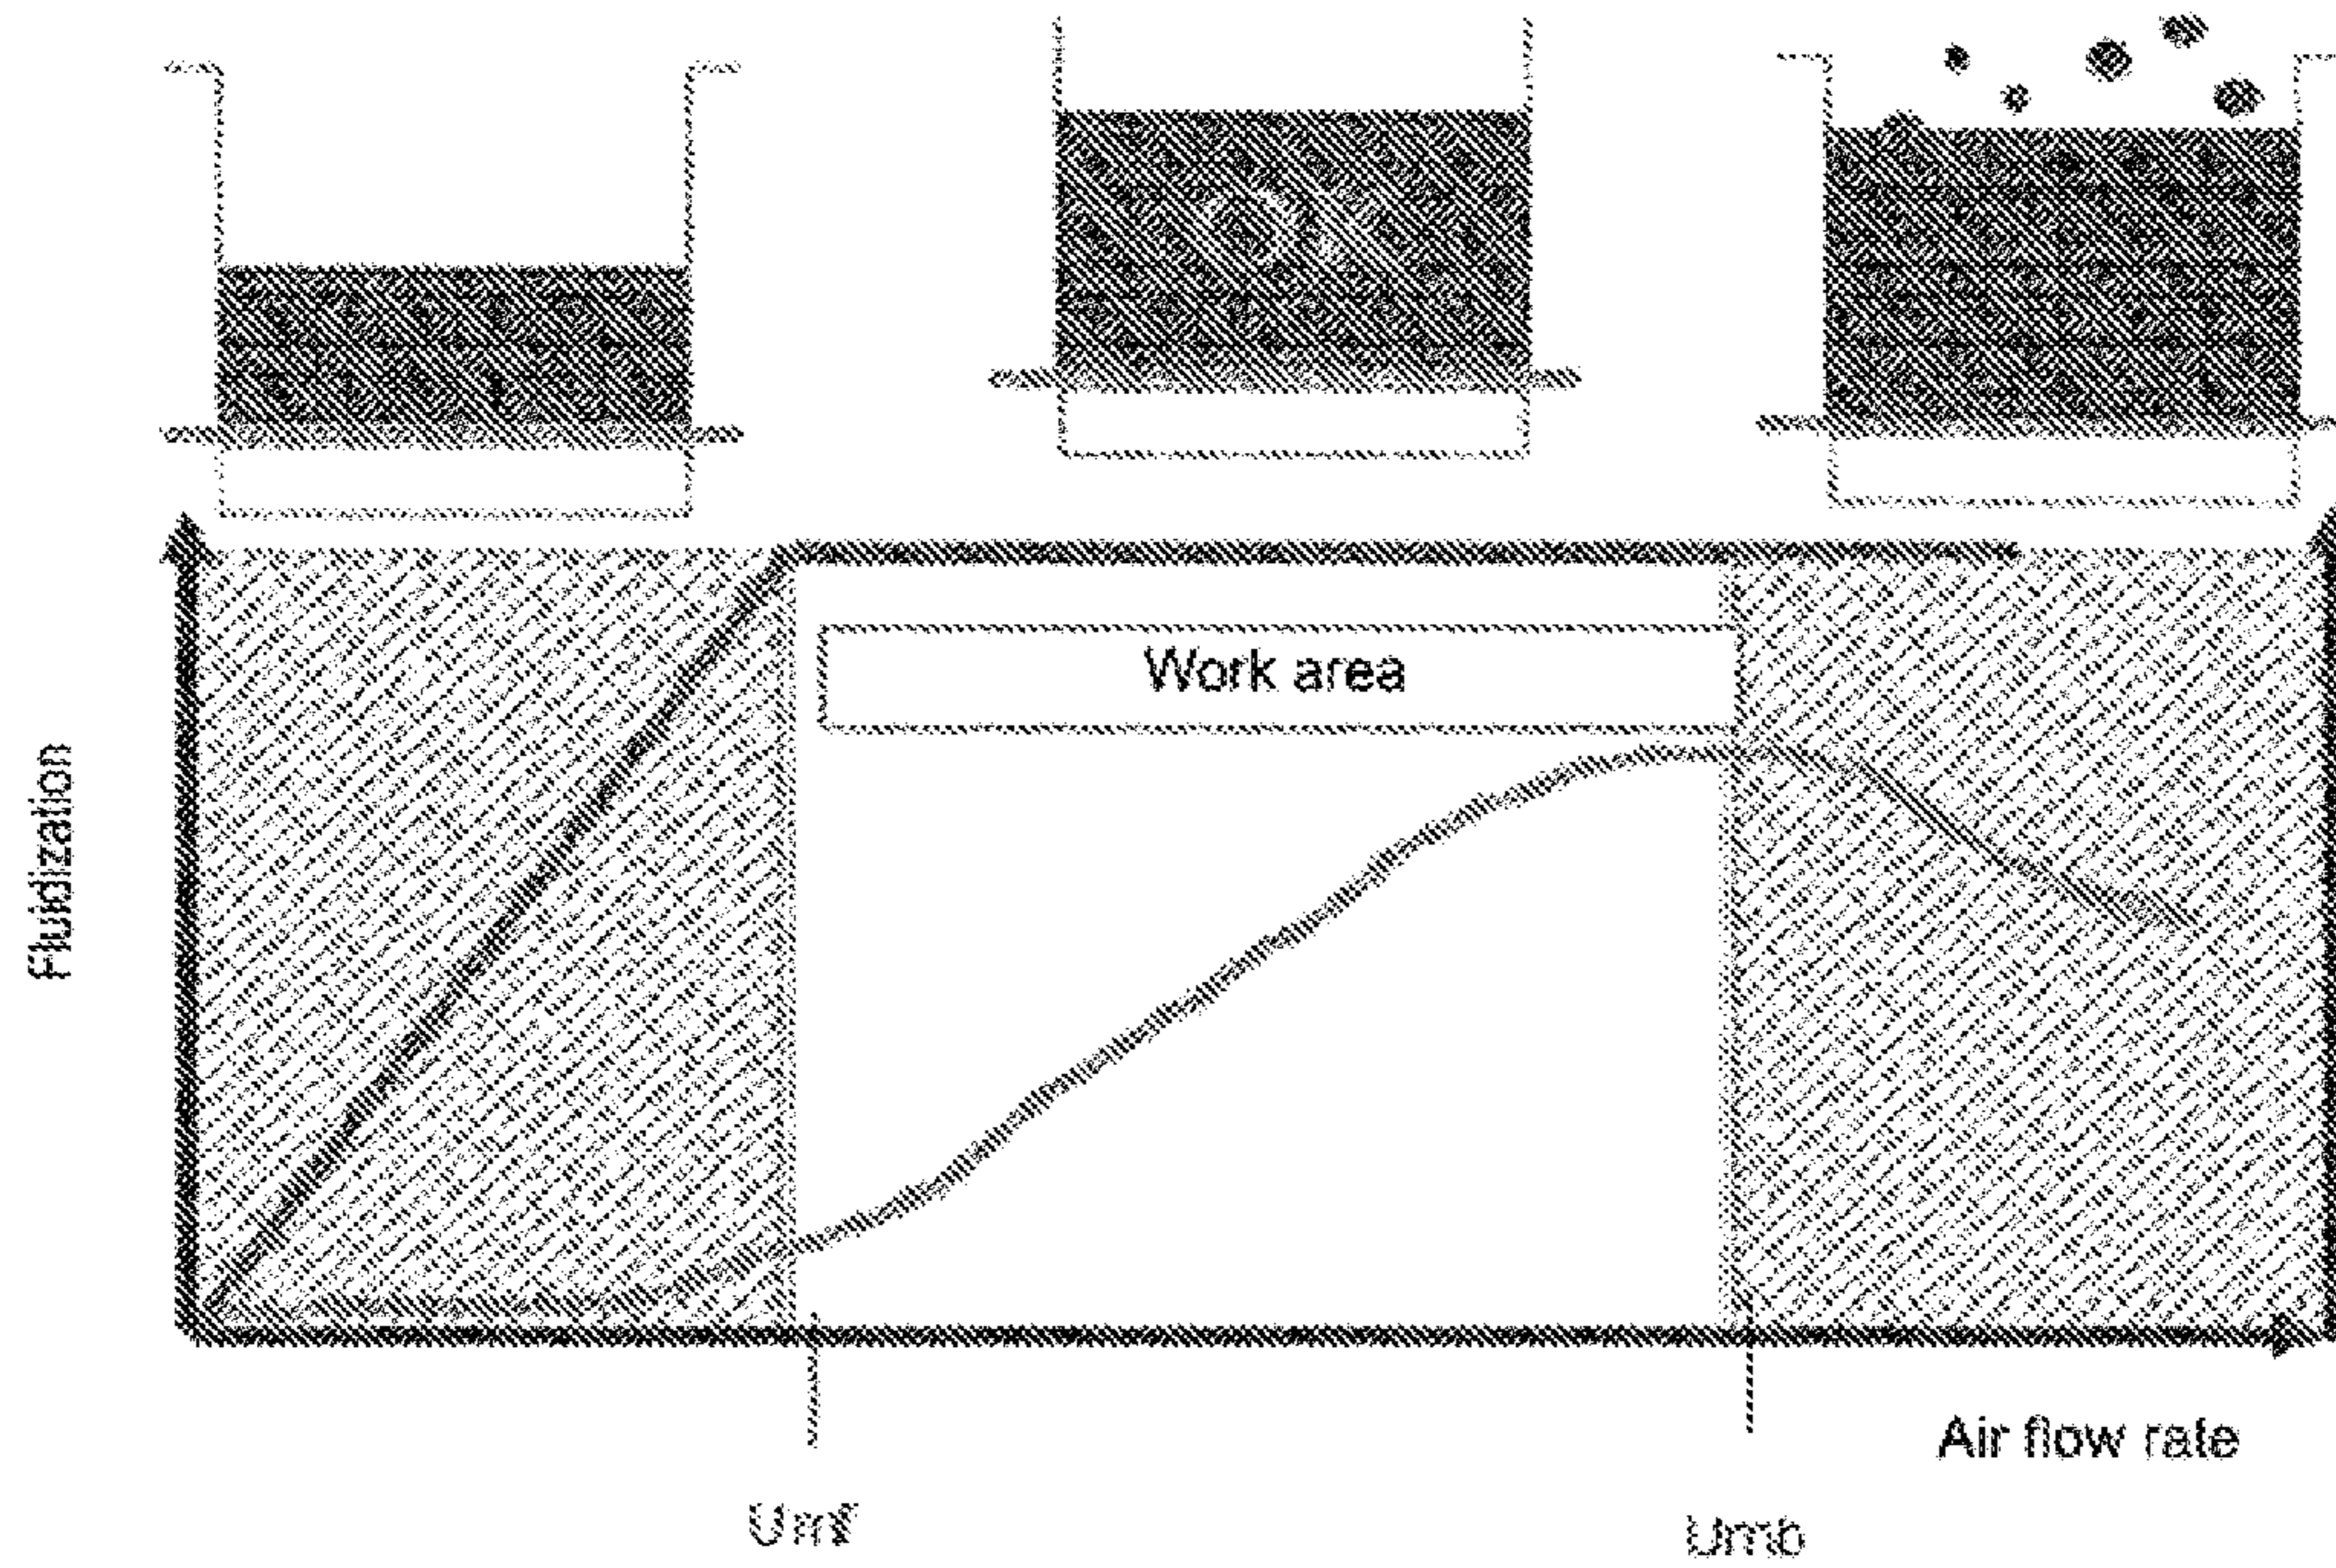 Work area
Fluidization
Air flow rate
Umf
Umb